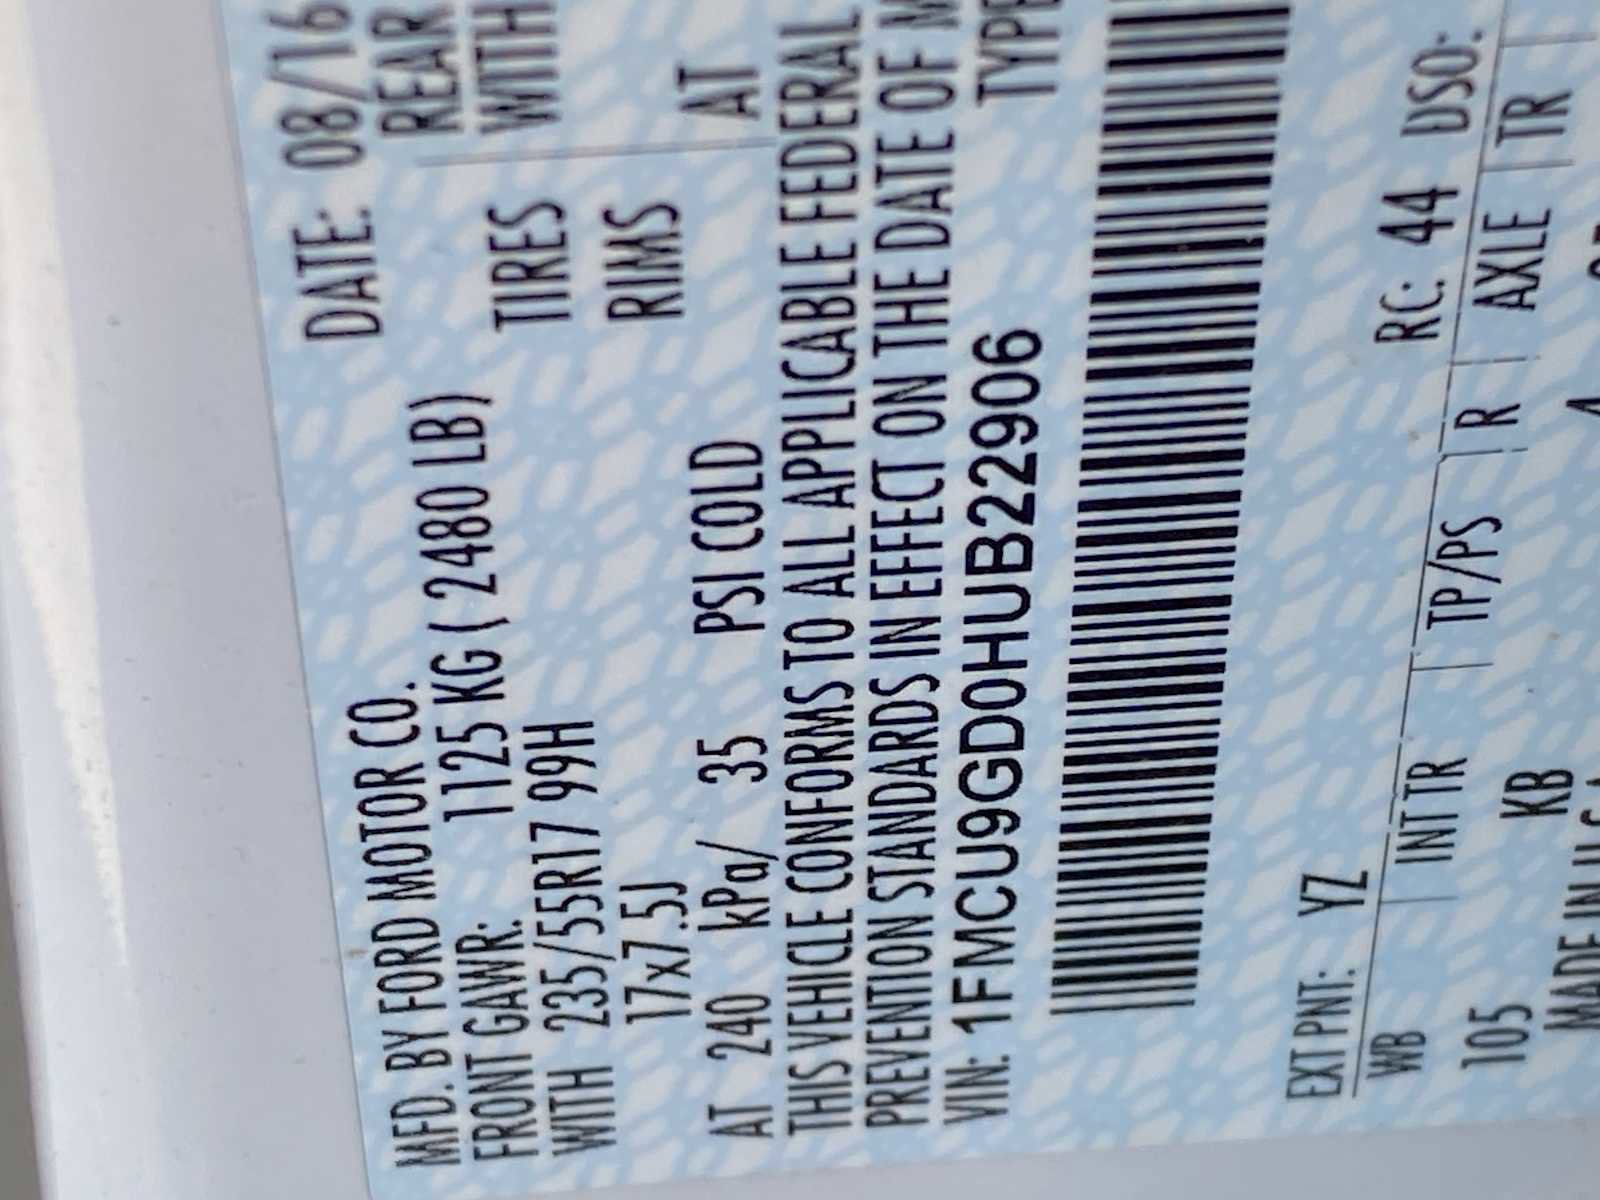 MFD. BY FORD MOTOR CO. DATE: 08/16
FRONT GAWR: 1125 KG ( 2480 LB) REAR
WITH 235/55R17 99H TIRES WITH
17x7.5J RIMS
AT 240 kPa/ 35 PSI COLD AT
THIS VEHICLE CONFORMS TO ALL APPLICABLE FEDERAL
PREVENTION STANDARDS IN EFFECT ON THE DATE OF M
VIN: 1FMCU9GD0HUB22906 TYPE
EXT PNT: YZ RC: 44 DSO:
WB INT TR TP/PS R AXLE TR
105 KB 4
MADE IN U.S.A.